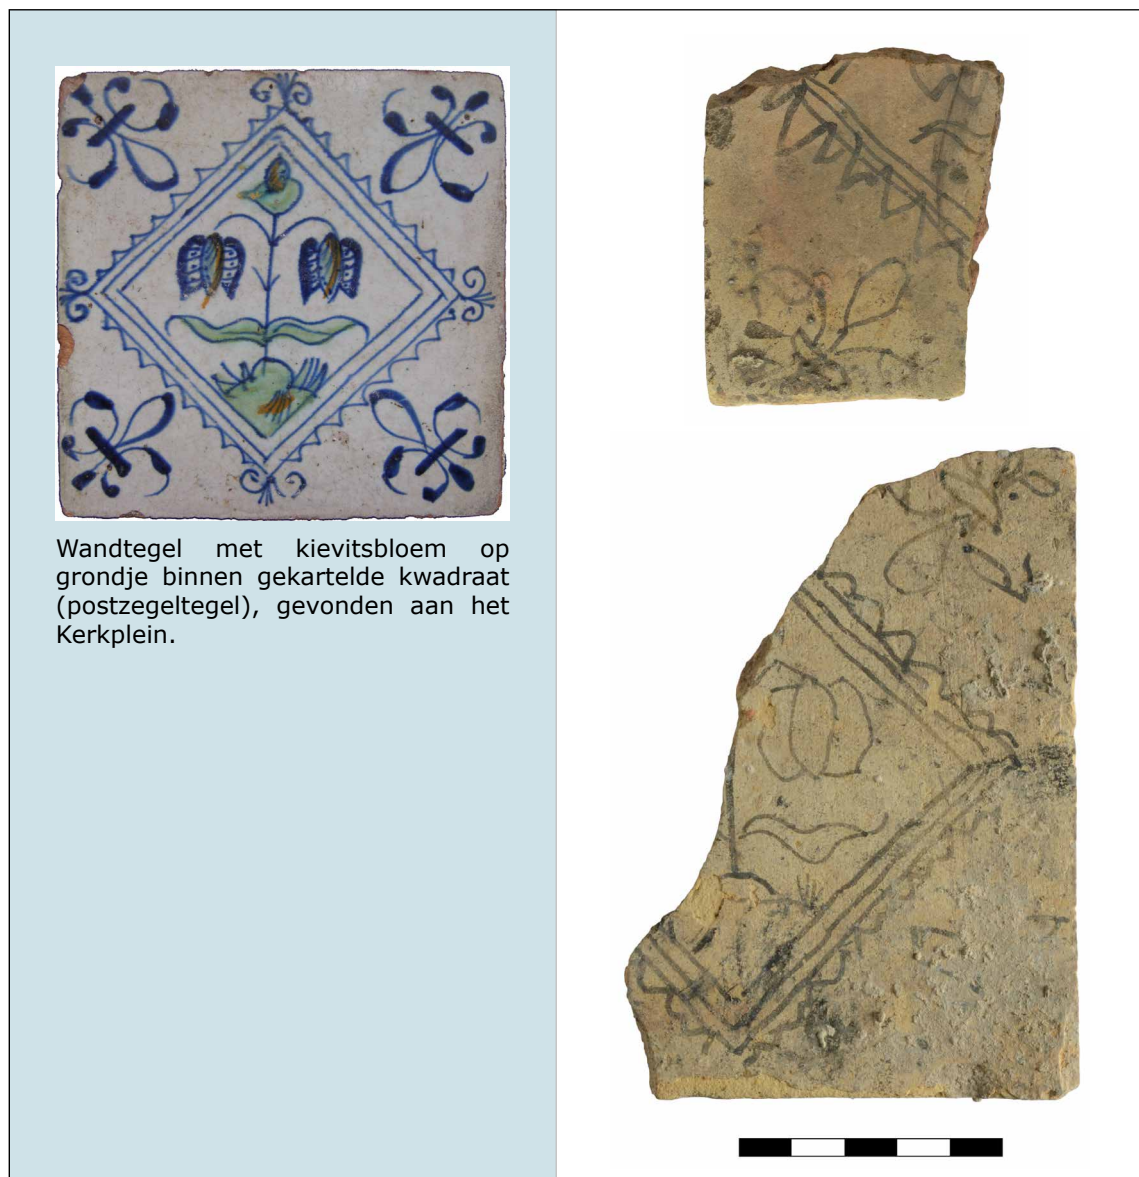 Wandtegel met kievitsbloem op
grondje binnen gekartelde kwadraat
(postzegeltegel), gevonden aan het
Kerkplein.